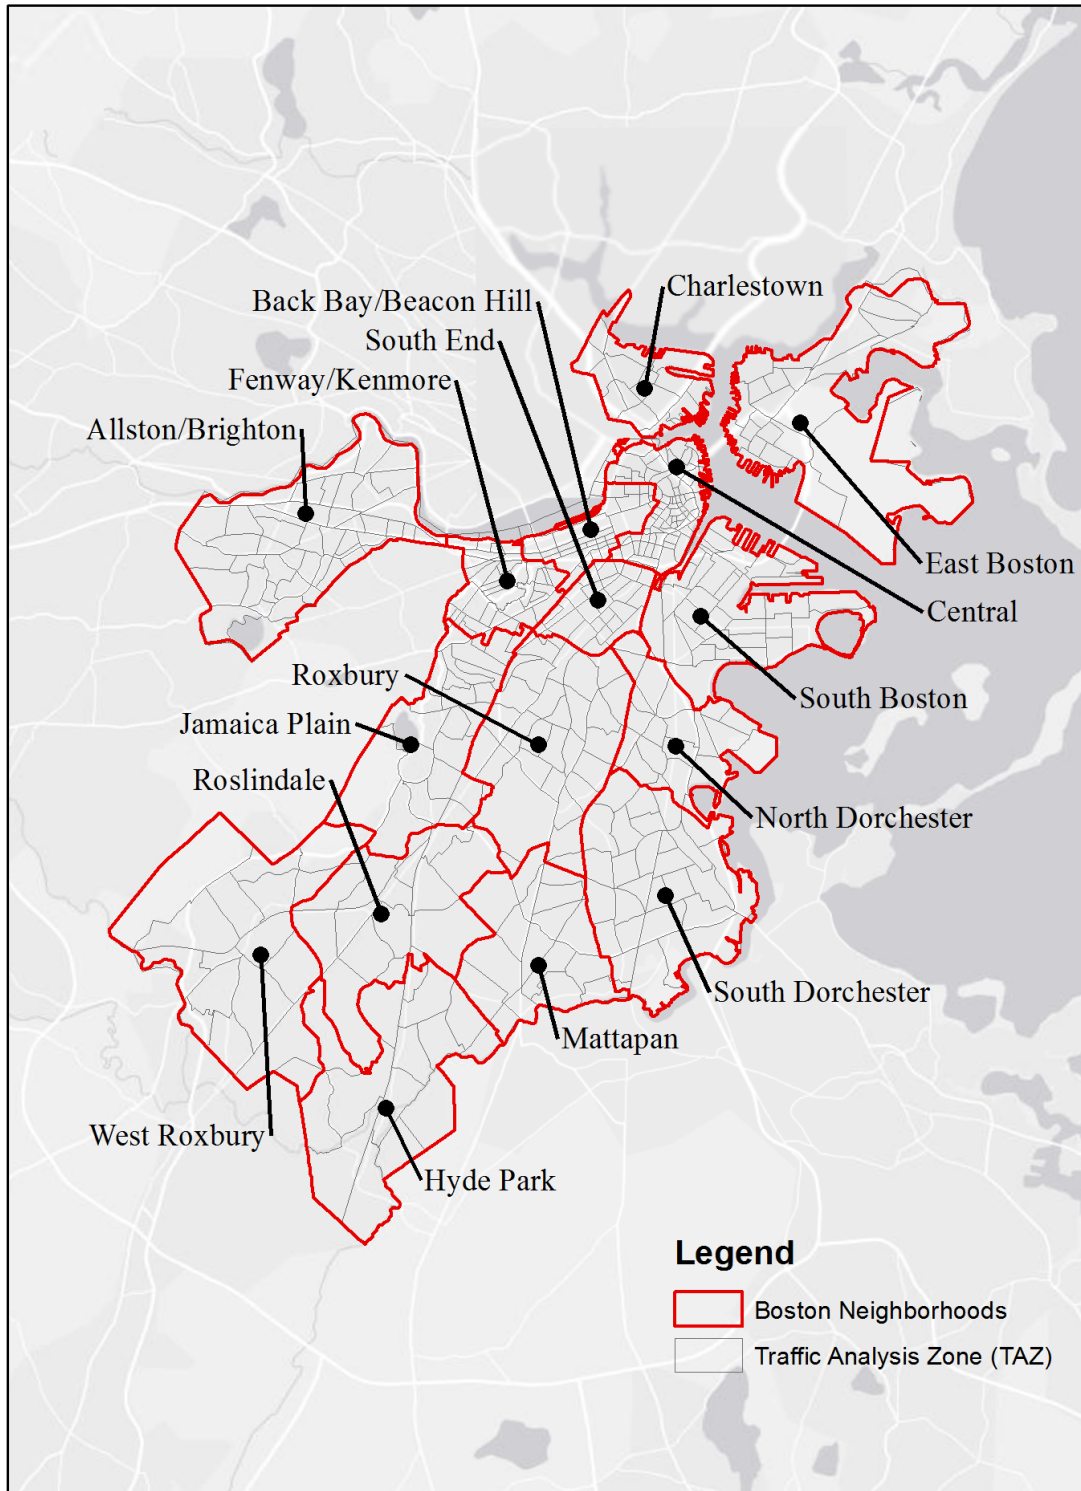 Charlestown
Back Bay/Beacon Hill
South End
Fenway/Kenmore
Allston/Brighton
East Boston
Central
Roxbury
South Boston
Jamaica Plain
Roslindale
North Dorchester
South Dorchester
Mattapan
West Roxbury
Hyde Park
Legend
Boston Neighborhoods
Traffic Analysis Zone (TAZ)